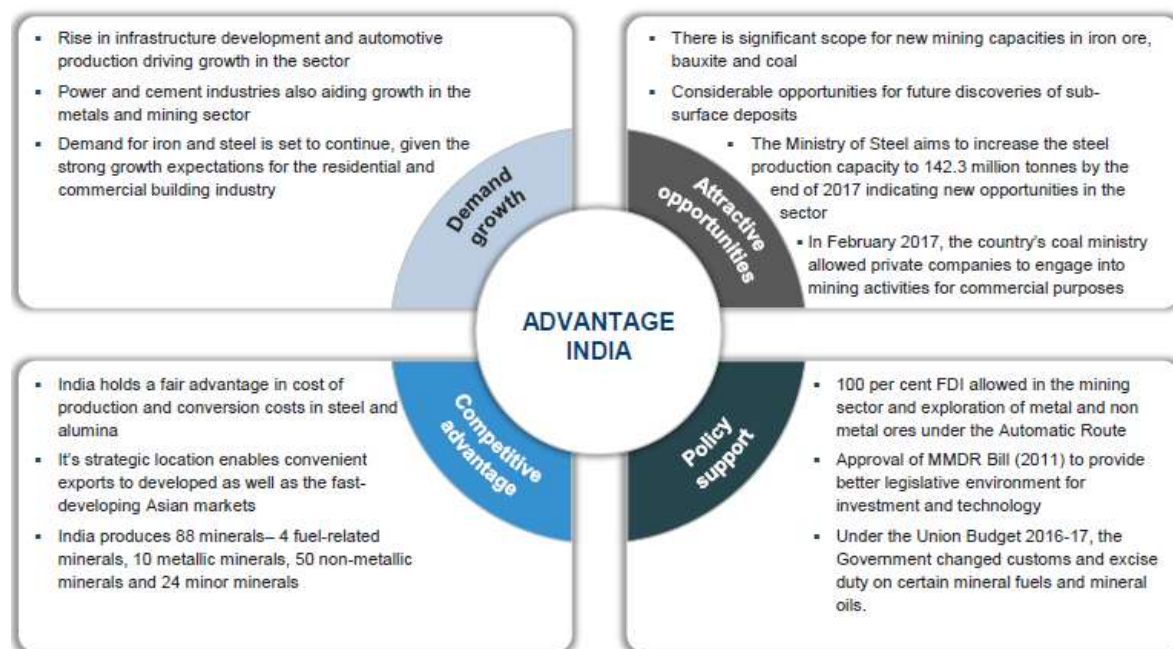 ▪ Rise in infrastructure development and automotive
production driving growth in the sector
▪ Power and cement industries also aiding growth in the
metals and mining sector
▪ Demand for iron and steel is set to continue, given the
strong growth expectations for the residential and
commercial building industry
Demand
growth
▪ There is significant scope for new mining capacities in iron ore,
bauxite and coal
▪ Considerable opportunities for future discoveries of sub-
surface deposits
▪ The Ministry of Steel aims to increase the steel
production capacity to 142.3 million tonnes by the
end of 2017 indicating new opportunities in the
sector
▪ In February 2017, the country's coal ministry
allowed private companies to engage into
mining activities for commercial purposes
Attractive
opportunities
ADVANTAGE
INDIA
▪ India holds a fair advantage in cost of
production and conversion costs in steel and
alumina
▪ It's strategic location enables convenient
exports to developed as well as the fast-
developing Asian markets
▪ India produces 88 minerals– 4 fuel-related
minerals, 10 metallic minerals, 50 non-metallic
minerals and 24 minor minerals
Competitive
advantage
Policy
support
▪ 100 per cent FDI allowed in the mining
sector and exploration of metal and non
metal ores under the Automatic Route
▪ Approval of MMDR Bill (2011) to provide
better legislative environment for
investment and technology
▪ Under the Union Budget 2016-17, the
Government changed customs and excise
duty on certain mineral fuels and mineral
oils.